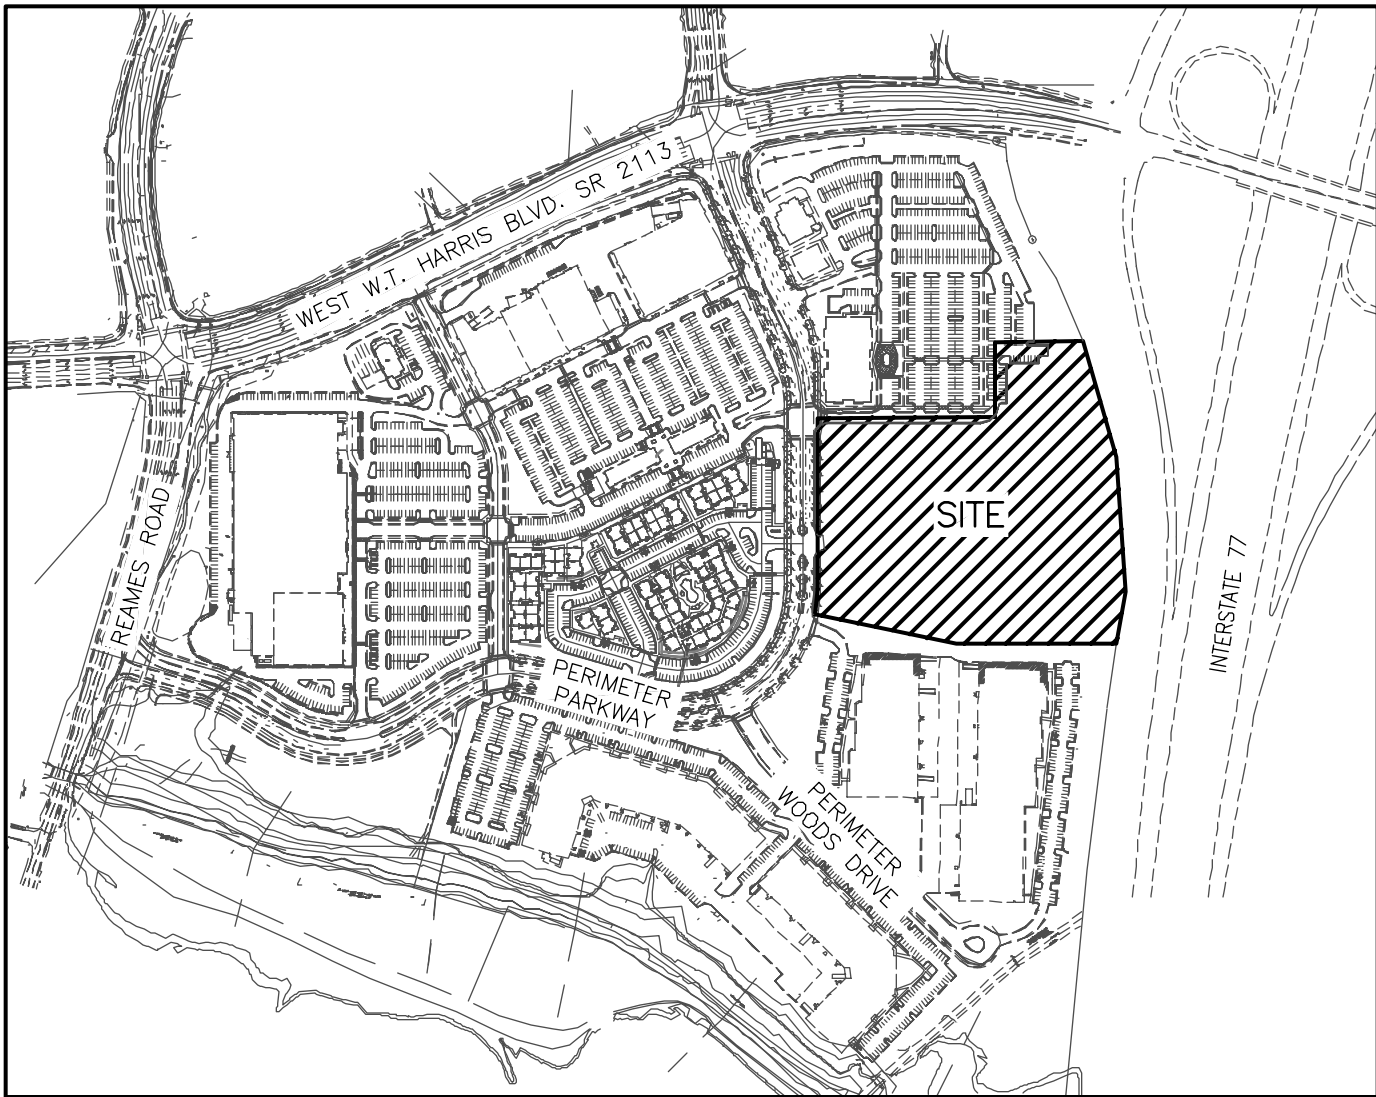 WEST W.T. HARRIS BLVD. SR 2113
SITE
REAMES ROAD
INTERSTATE 77
PERIMETER
PARKWAY
PERIMETER
WOODS DRIVE